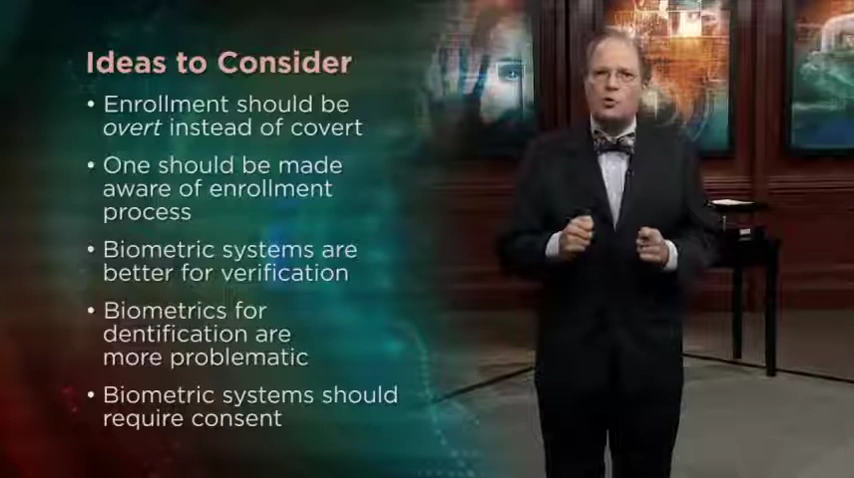 Ideas to Consider
• Enrollment should be
overt instead of covert
• One should be made
aware of enrollment
process
• Biometric systems are
better for verification
• Biometrics for
dentification are
more problematic
• Biometric systems should
require consent